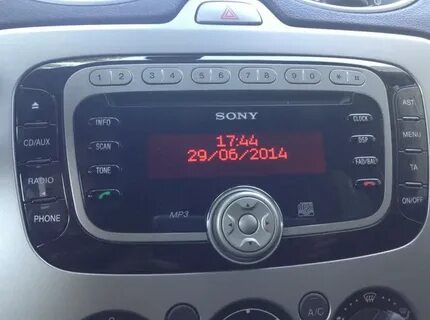 1 2 3 4 5 6 7 8 9 0 * #
SONY
INFO
CLOCK
AST
17:44
CD/AUX
SCAN
DSP
MENU
29/06/2014
TONE
FAD/BAL
TA
RADIO
ON/OFF
PHONE
MP3
A/C